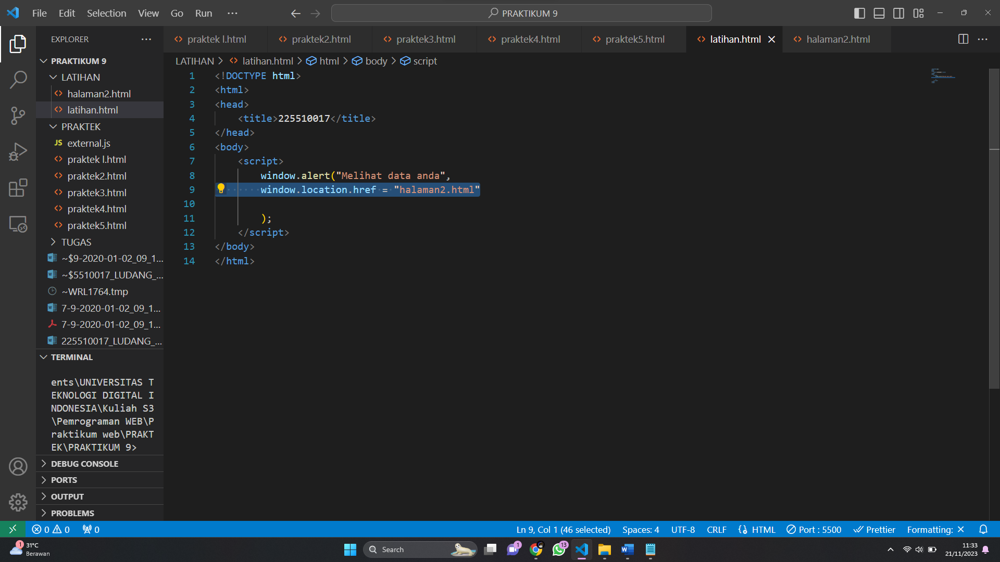 File Edit Selection View Go Run ···
PRAKTIKUM 9
EXPLORER
praktek l.html
praktek2.html
praktek3.html
praktek4.html
praktek5.html
latihan.html
halaman2.html
LATIHAN > latihan.html > html > body > script
PRAKTIKUM 9
LATIHAN
halaman2.html
latihan.html
PRAKTEK
JS external.js
praktek l.html
praktek2.html
praktek3.html
praktek4.html
praktek5.html
TUGAS
~$9-2020-01-02_09_1...
~$5510017_LUDANG_...
~WRL1764.tmp
7-9-2020-01-02_09_1...
7-9-2020-01-02_09_1...
225510017_LUDANG_...
1 <!DOCTYPE html>
2 <html>
3 <head>
4 <title>225510017</title>
5 </head>
6 <body>
7 <script>
8 window.alert("Melihat data anda",
9 window.location.href = "halaman2.html"
10
11 );
12 </script>
13 </body>
14 </html>
TERMINAL
ents\UNIVERSITAS T
EKNOLOGI DIGITAL I
NDONESIA\Kuliah S3
\Pemrograman WEB\P
raktikum web\PRAKT
EK\PRAKTIKUM 9>
DEBUG CONSOLE
PORTS
OUTPUT
PROBLEMS
0 0 0
Ln 9, Col 1 (46 selected) Spaces: 4 UTF-8 CRLF HTML Port : 5500 Prettier Formatting: ×
1
31°C
Berawan
Search
1
13
11:33
21/11/2023